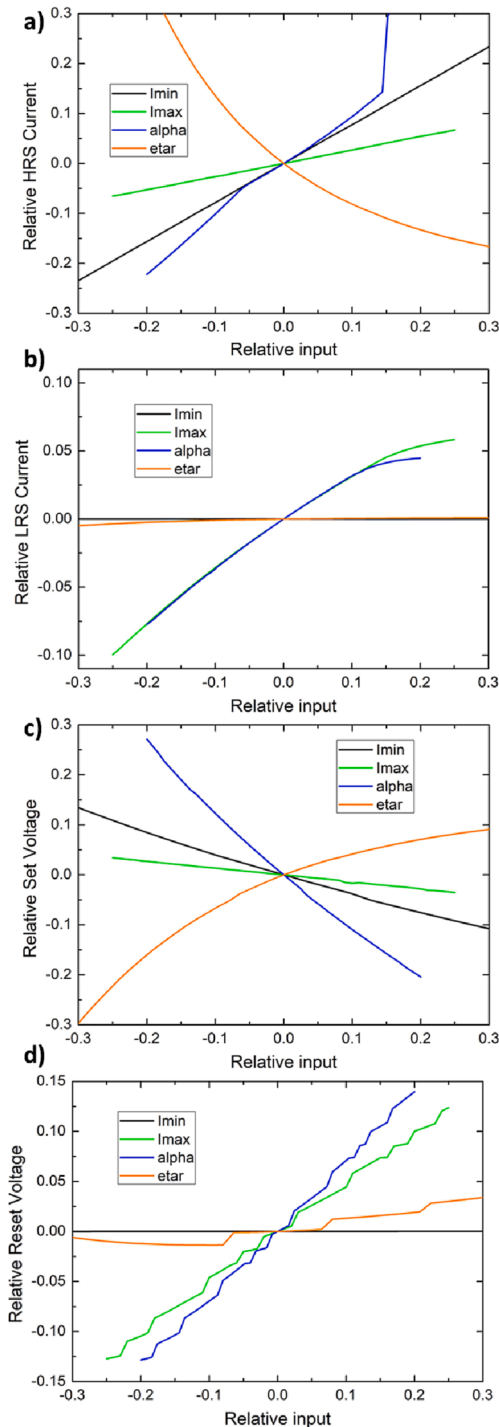 a)
Relative HRS Current
0.3
0.2
0.1
0.0
-0.1
-0.2
-0.3
Imin
Imax
alpha
etar
-0.3 -0.2 -0.1 0.0 0.1 0.2 0.3
Relative input
b)
Relative LRS Current
0.10
0.05
0.00
-0.05
-0.10
Imin
Imax
alpha
etar
-0.3 -0.2 -0.1 0.0 0.1 0.2 0.3
Relative input
c)
Relative Set Voltage
0.3
0.2
0.1
0.0
-0.1
-0.2
-0.3
Imin
Imax
alpha
etar
-0.3 -0.2 -0.1 0.0 0.1 0.2 0.3
Relative input
d)
Relative Reset Voltage
0.15
0.10
0.05
0.00
-0.05
-0.10
-0.15
Imin
Imax
alpha
etar
-0.3 -0.2 -0.1 0.0 0.1 0.2 0.3
Relative input